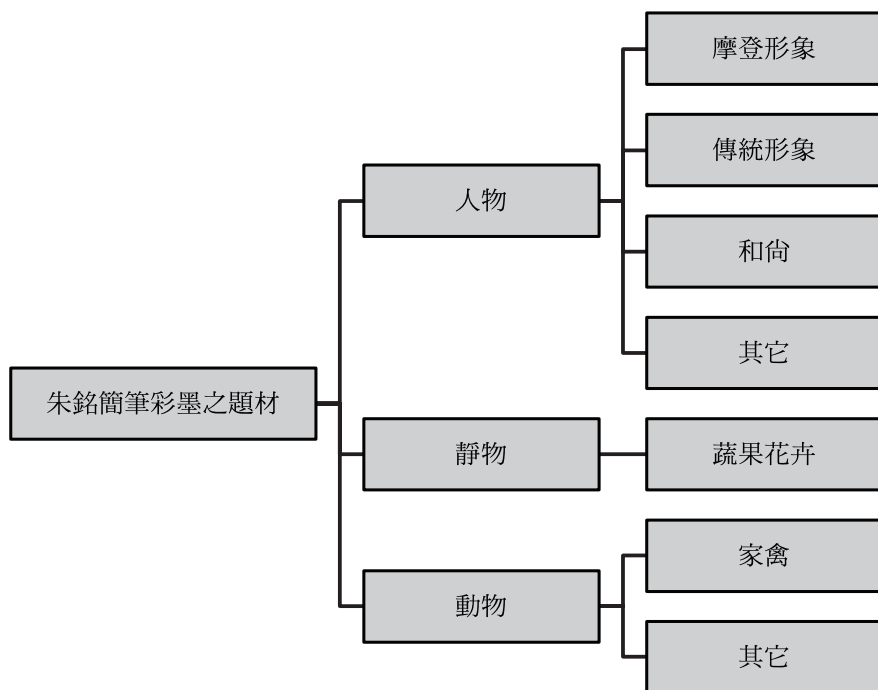 朱銘簡筆彩墨之題材
人物
摩登形象
傳統形象
和尙
其它
靜物
蔬果花卉
動物
家禽
其它